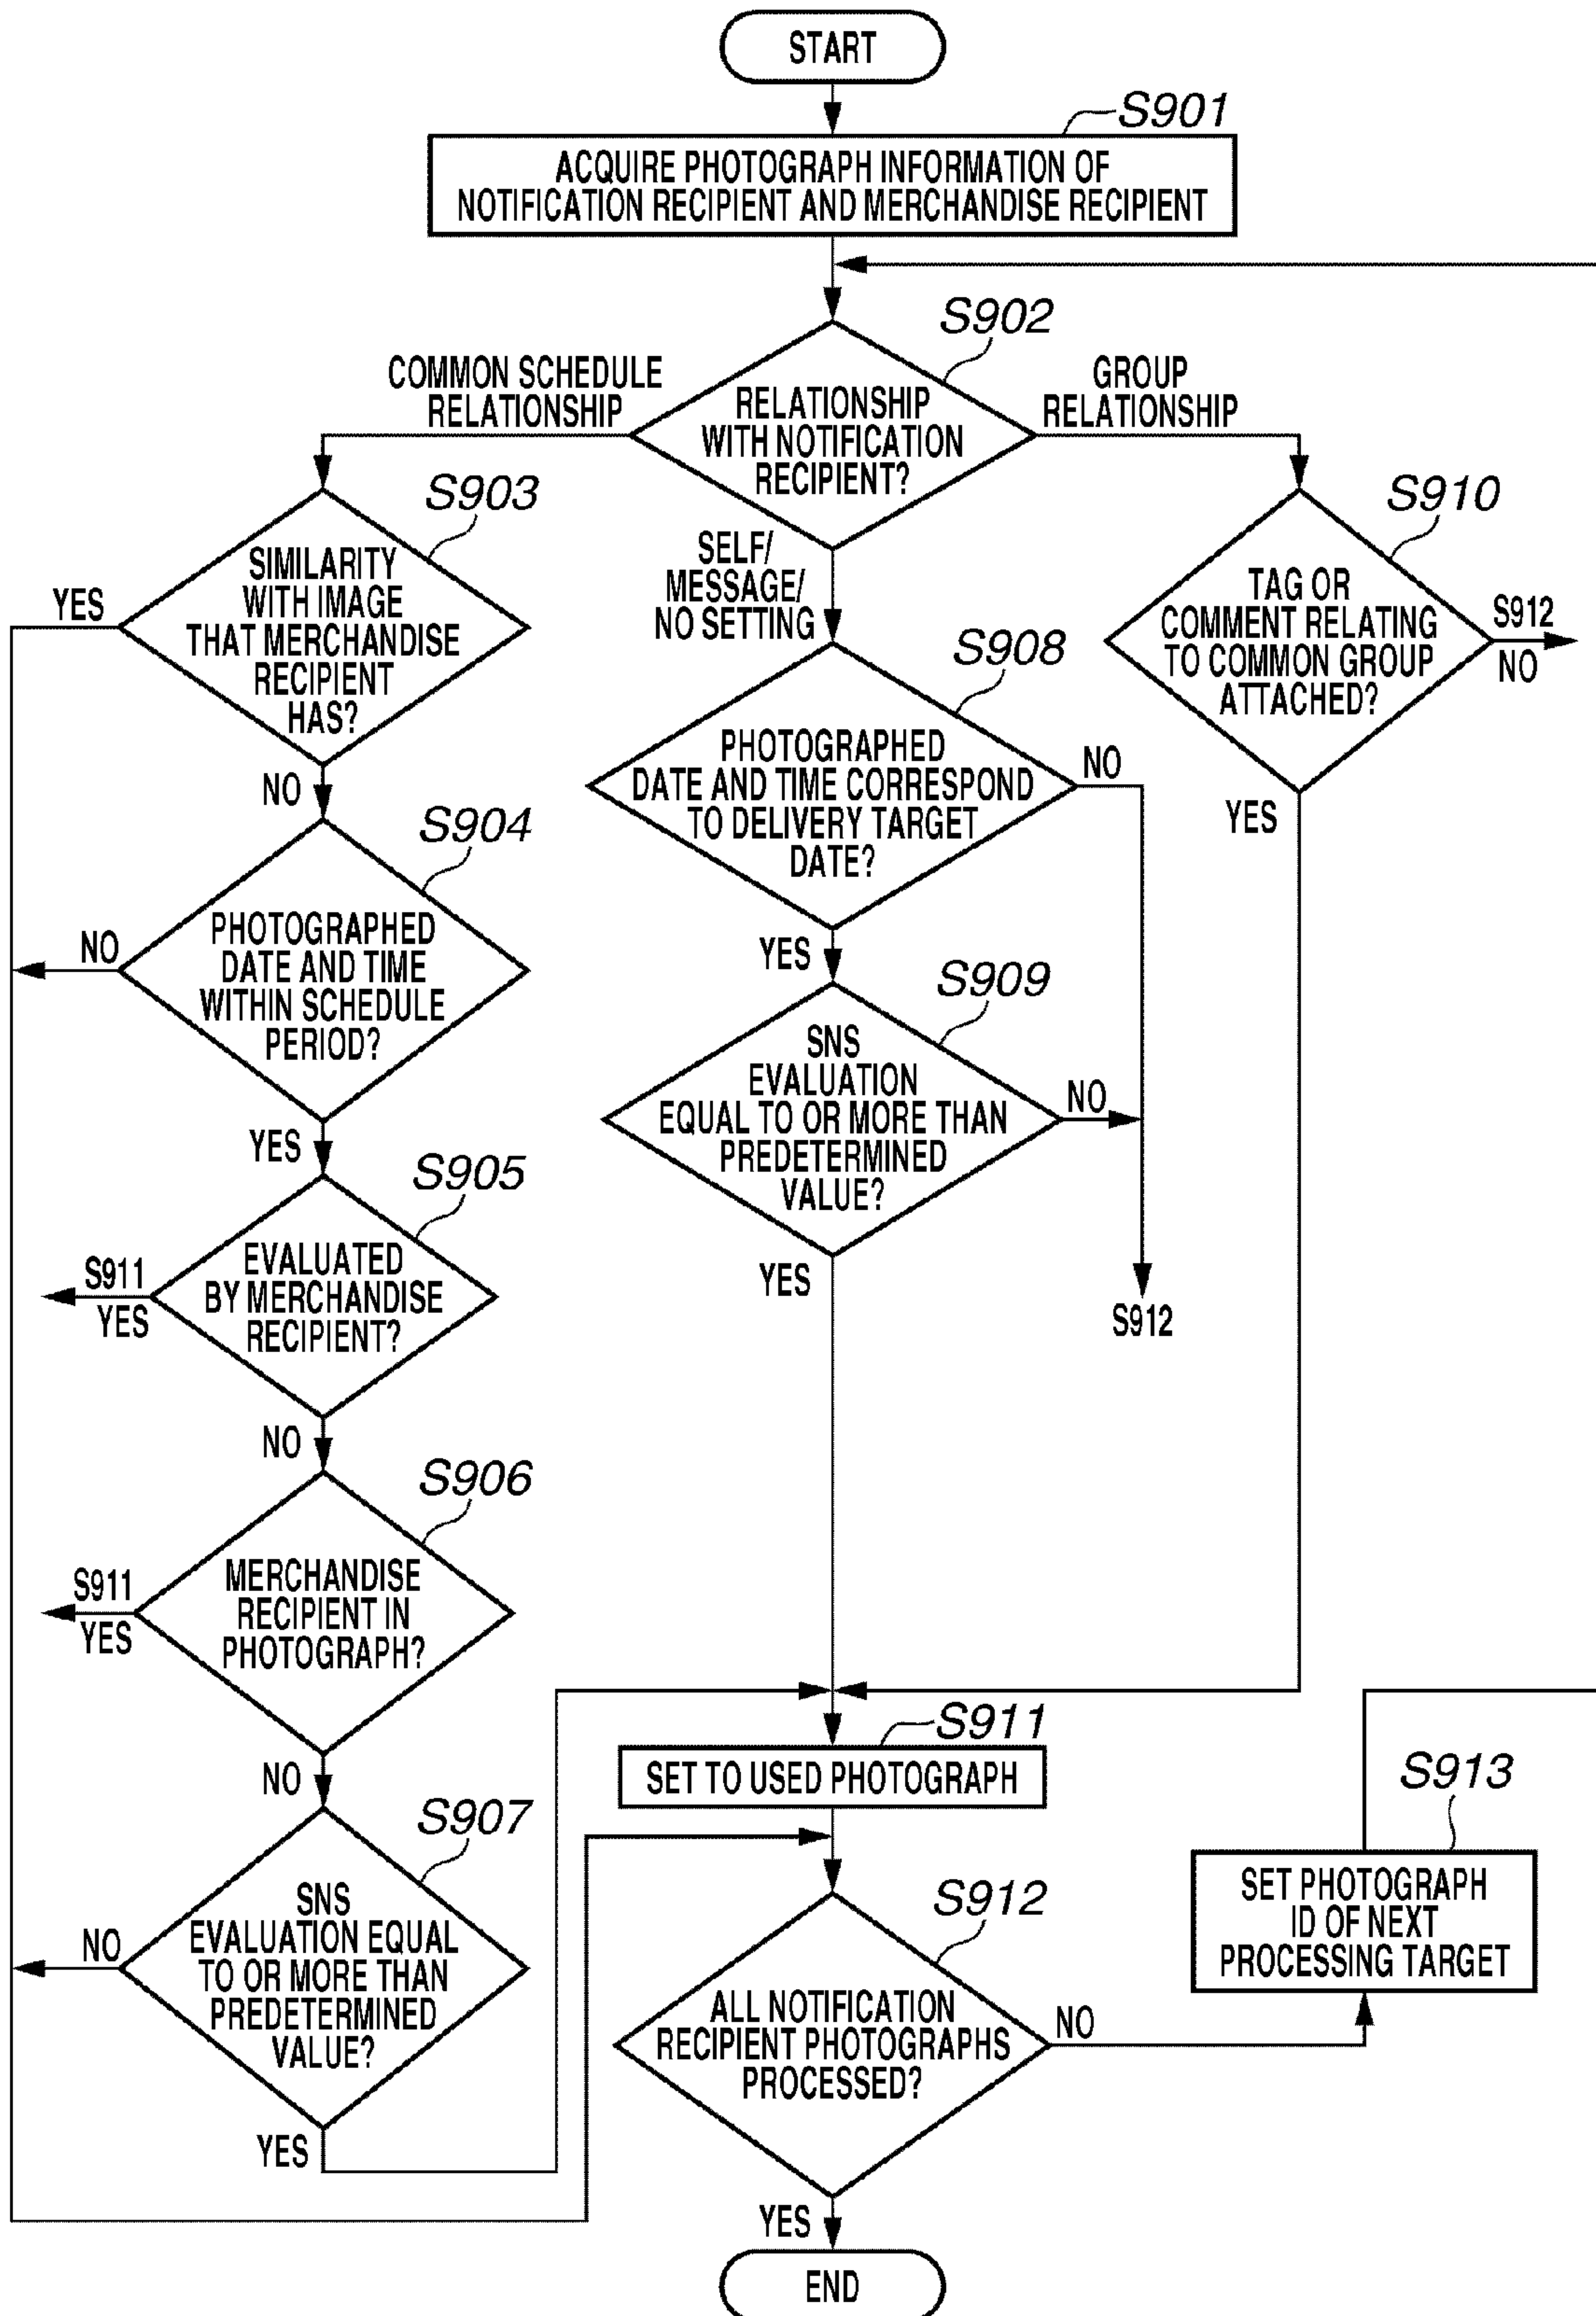 START
S901
ACQUIRE PHOTOGRAPH INFORMATION OF
NOTIFICATION RECIPIENT AND MERCHANDISE RECIPIENT
S902
COMMON SCHEDULE
RELATIONSHIP
RELATIONSHIP
WITH NOTIFICATION
RECIPIENT?
GROUP
RELATIONSHIP
S903
SIMILARITY
WITH IMAGE
THAT MERCHANDISE
RECIPIENT
HAS?
YES
NO
SELF/
MESSAGE/
NO SETTING
S910
TAG OR
COMMENT RELATING
TO COMMON GROUP
ATTACHED?
S912
NO
YES
S908
PHOTOGRAPHED
DATE AND TIME CORRESPOND
TO DELIVERY TARGET
DATE?
NO
YES
S904
PHOTOGRAPHED
DATE AND TIME
WITHIN SCHEDULE
PERIOD?
NO
YES
S909
SNS
EVALUATION
EQUAL TO OR MORE THAN
PREDETERMINED
VALUE?
NO
YES
S912
S905
EVALUATED
BY MERCHANDISE
RECIPIENT?
S911
YES
NO
S906
MERCHANDISE
RECIPIENT IN
PHOTOGRAPH?
S911
YES
NO
S907
SNS
EVALUATION EQUAL
TO OR MORE THAN
PREDETERMINED
VALUE?
NO
YES
S911
SET TO USED PHOTOGRAPH
S912
ALL NOTIFICATION
RECIPIENT PHOTOGRAPHS
PROCESSED?
NO
YES
S913
SET PHOTOGRAPH
ID OF NEXT
PROCESSING TARGET
END